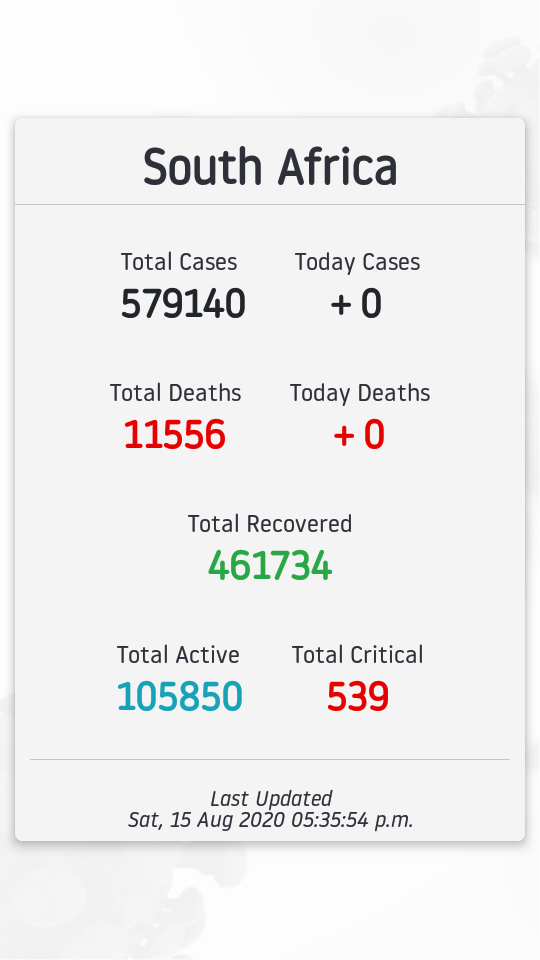 South Africa
Total Cases Today Cases
579140 + 0
Total Deaths Today Deaths
11556 + 0
Total Recovered
461734
Total Active Total Critical
105850 539
Last Updated
Sat, 15 Aug 2020 05:35:54 p.m.